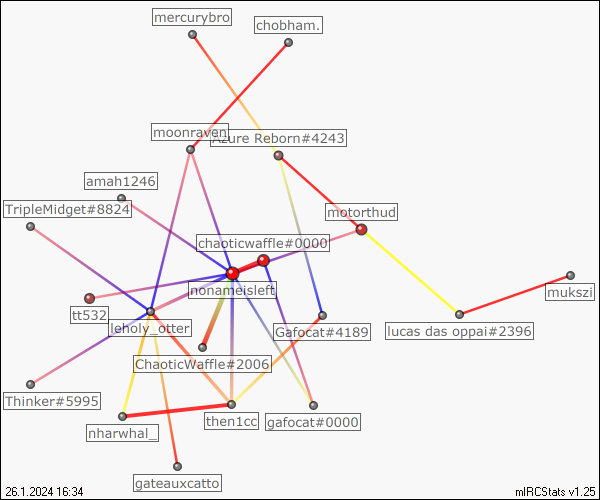 mercurybro
chobham.
moonraven
Azure Reborn#4243
amah1246
TripleMidget#8824
motorthud
chaoticwaffle#0000
nonameisleft
mukszi
tt532
leholy_otter
Gafocat#4189
lucas das oppai#2396
ChaoticWaffle#2006
Thinker#5995
then1cc
gafocat#0000
nharwhal_
gateauxcatto
26.1.2024 16:34
mIRCStats v1.25